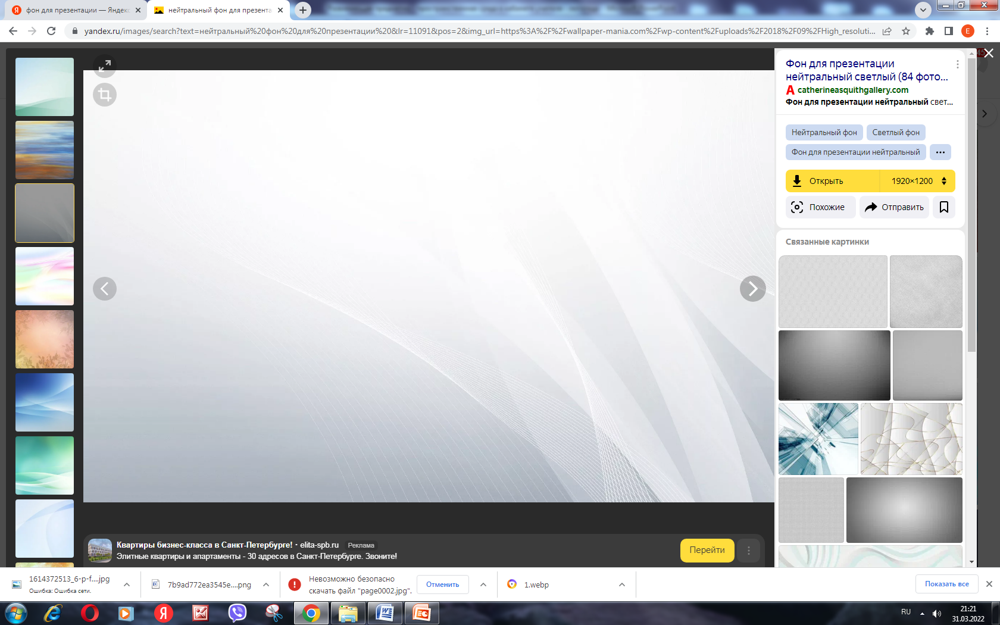 фон для презентации — Яндекс
нейтральный фон для презента
yandex.ru/images/search?text=нейтральный%20фон%20для%20презентации%20&lr=11091&pos=2&img_url=https%3A%2F%2Fwallpaper-mania.com%2Fwp-content%2Fuploads%2F2018%2F09%2FHigh_resoluti...
E
Фон для презентации
нейтральный светлый (84 фото...
catherineasquithgallery.com
Фон для презентации нейтральный свет...
Нейтральный фон
Светлый фон
Фон для презентации нейтральный
Открыть
1920×1200
Похожие
Отправить
Связанные картинки
Квартиры бизнес-класса в Санкт-Петербурге! · elita-spb.ru Реклама
Элитные квартиры и апартаменты - 30 адресов в Санкт-Петербурге. Звоните!
Перейти
1614372513_6-p-f....jpg
Ошибка: Ошибка сети.
7b9ad772ea3545e....png
Невозможно безопасно
скачать файл "page0002.jpg".
Отменить
1.webp
Показать все
RU
21:21
31.03.2022